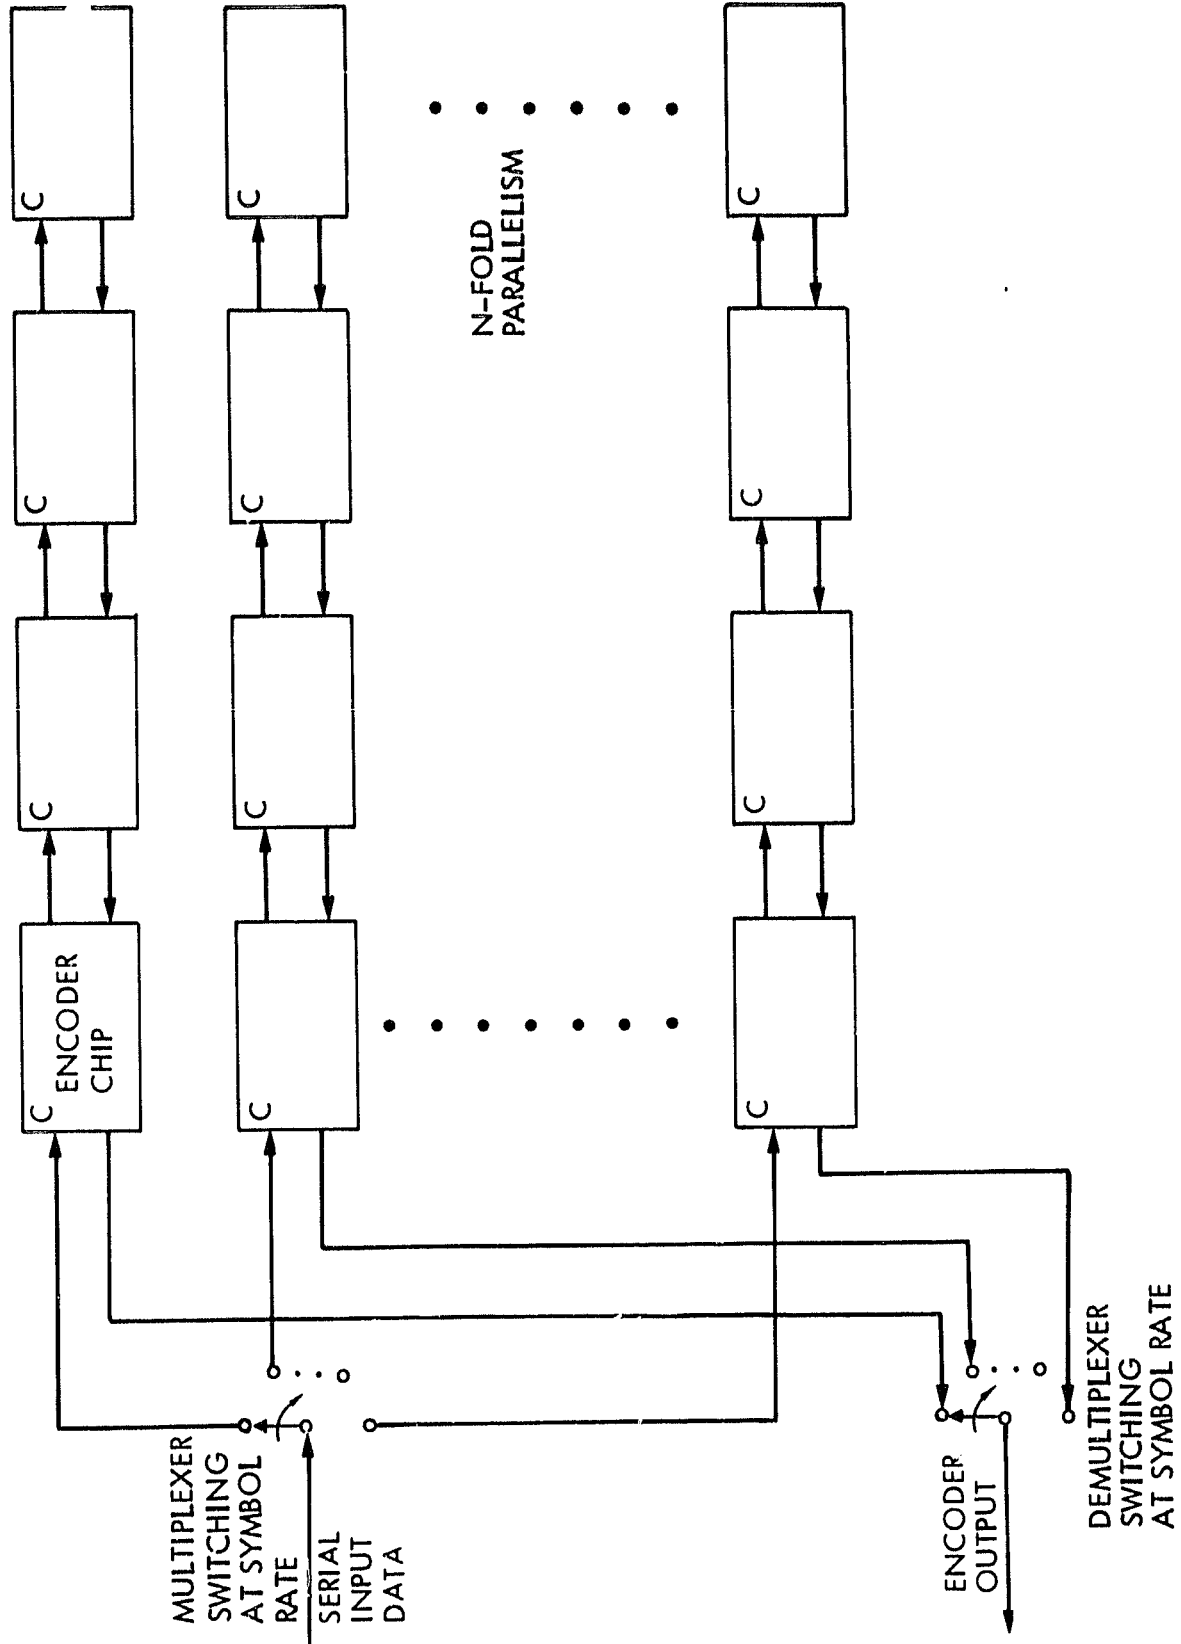 C
C
C
N-FOLD
PARALLELISM
C
C
C
C
C
C
C
ENCODER
CHIP
C
C
MULTIPLEXER
SWITCHING
AT SYMBOL
RATE
SERIAL
INPUT
DATA
ENCODER
OUTPUT
DEMULTIPLEXER
SWITCHING
AT SYMBOL RATE